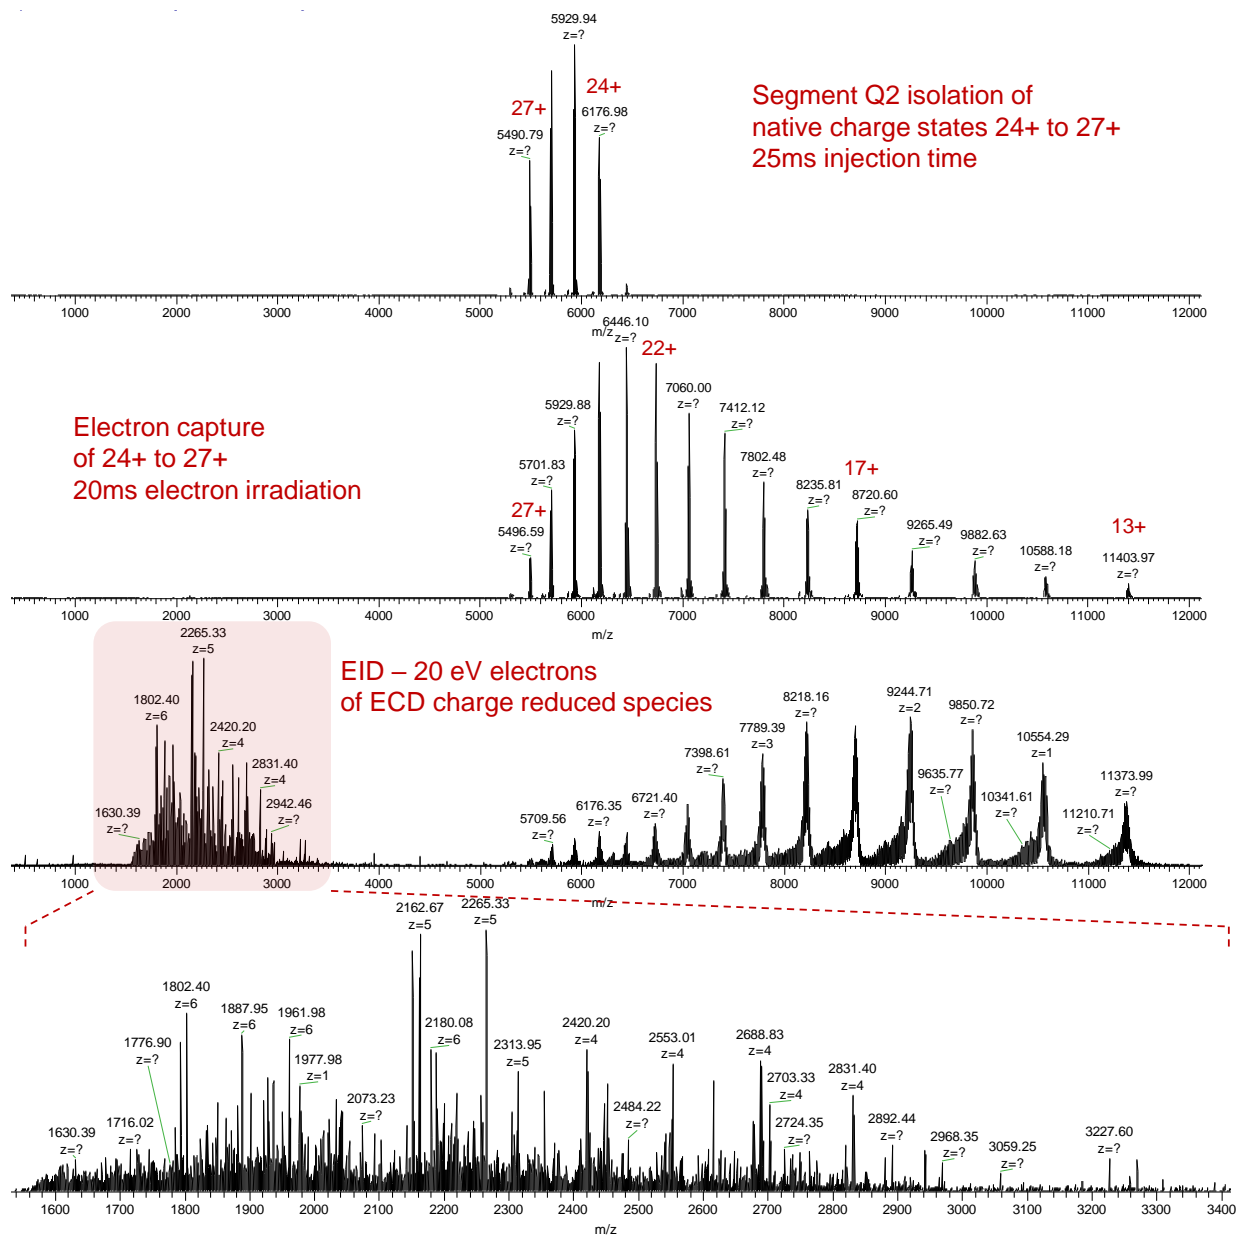 5929.94
z=?
27+
24+
5490.79
z=?
6176.98
z=?
Segment Q2 isolation of
native charge states 24+ to 27+
25ms injection time
1000 2000 3000 4000 5000 6000 7000 8000 9000 10000 11000 12000
m/z
6446.10
z=?
22+
7060.00
z=?
5929.88
z=?
7412.12
z=?
Electron capture
of 24+ to 27+
20ms electron irradiation
5701.83
z=?
7802.48
z=?
17+
8235.81
z=?
8720.60
z=?
27+
5496.59
z=?
9265.49
z=?
9882.63
z=?
10588.18
z=?
13+
11403.97
z=?
1000 2000 3000 4000 5000 6000 7000 8000 9000 10000 11000 12000
m/z
2265.33
z=5
EID – 20 eV electrons
of ECD charge reduced species
1802.40
z=6
2420.20
z=4
2831.40
z=4
2942.46
z=?
1630.39
z=?
5709.56
z=?
6176.35
z=?
6721.40
z=?
7398.61
z=?
7789.39
z=3
8218.16
z=?
9244.71
z=2
9635.77
z=?
9850.72
z=?
10341.61
z=?
10554.29
z=1
11210.71
z=?
11373.99
z=?
1000 2000 3000 4000 5000 6000 7000 8000 9000 10000 11000 12000
m/z
2162.67
z=5
2265.33
z=5
1802.40
z=6
1887.95
z=6
1961.98
z=6
1776.90
z=?
1977.98
z=1
2180.08
z=6
2313.95
z=5
2420.20
z=4
2553.01
z=4
2688.83
z=4
2703.33
z=4
2831.40
z=4
1630.39
z=?
1716.02
z=?
2073.23
z=?
2484.22
z=?
2724.35
z=?
2892.44
z=?
2968.35
z=?
3059.25
z=?
3227.60
z=?
1600 1700 1800 1900 2000 2100 2200 2300 2400 2500 2600 2700 2800 2900 3000 3100 3200 3300 3400
m/z